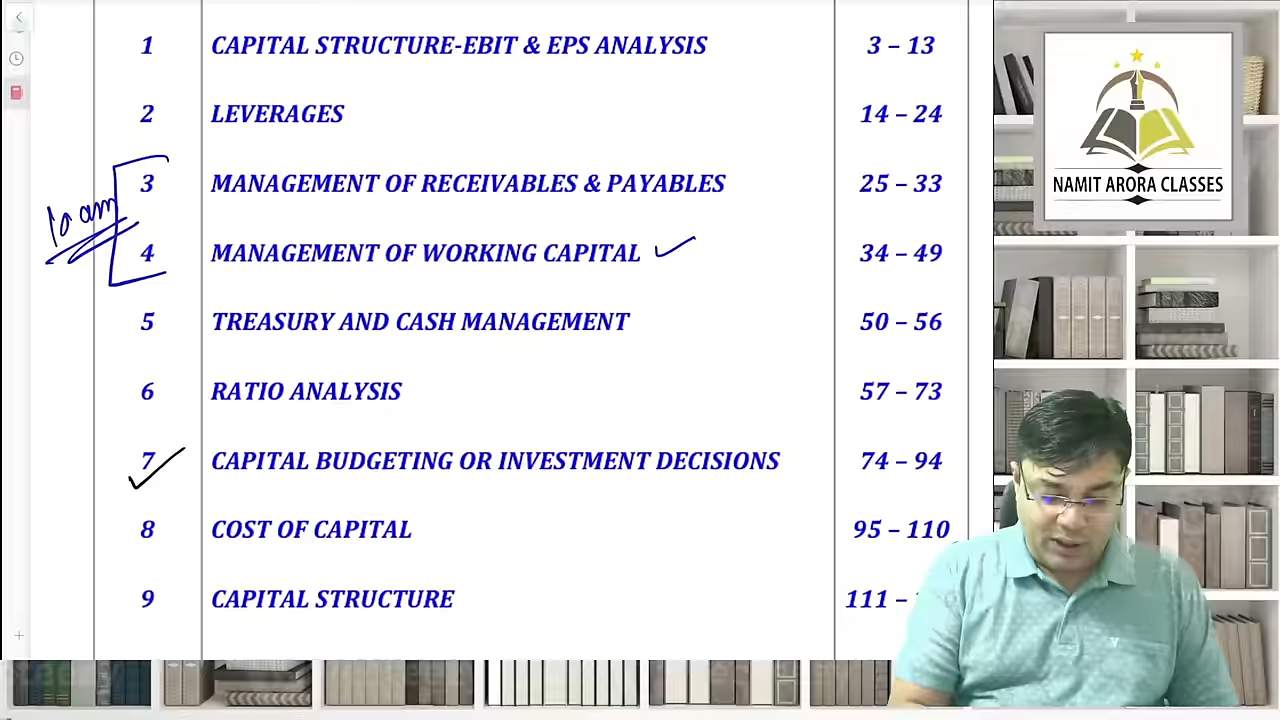 1 CAPITAL STRUCTURE-EBIT & EPS ANALYSIS 3 – 13
2 LEVERAGES 14 – 24
3 MANAGEMENT OF RECEIVABLES & PAYABLES 25 – 33
10 am
4 MANAGEMENT OF WORKING CAPITAL 34 – 49
5 TREASURY AND CASH MANAGEMENT 50 – 56
6 RATIO ANALYSIS 57 – 73
7 CAPITAL BUDGETING OR INVESTMENT DECISIONS 74 – 94
8 COST OF CAPITAL 95 – 110
9 CAPITAL STRUCTURE 111 –
NAMIT ARORA CLASSES